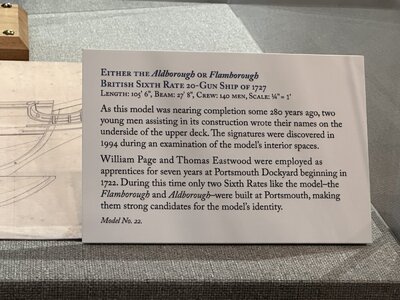 Either the Aldborough or Flamborough
British Sixth Rate 20-Gun Ship of 1727
Length: 105' 6", Beam: 27' 8", Crew: 140 men, Scale: ¼" = 1'
As this model was nearing completion some 280 years ago, two
young men assisting in its construction wrote their names on the
underside of the upper deck. The signatures were discovered in
1994 during an examination of the model's interior spaces.
William Page and Thomas Eastwood were employed as
apprentices for seven years at Portsmouth Dockyard beginning in
1722. During this time only two Sixth Rates like the model–the
Flamborough and Aldborough–were built at Portsmouth, making
them strong candidates for the model's identity.
Model No. 22.